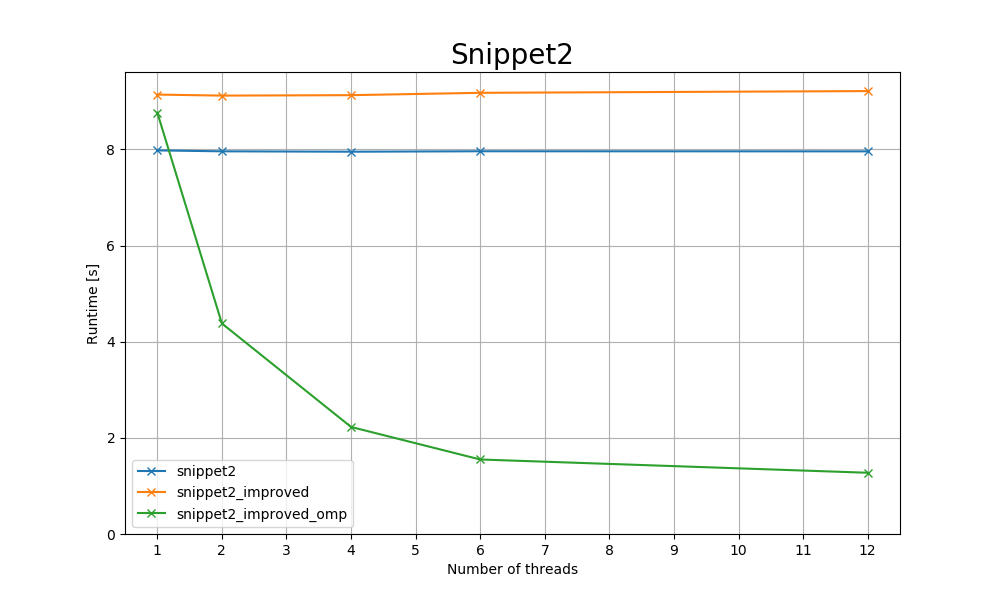 Snippet2
8
6
4
2
0
Runtime [s]
snippet2
snippet2_improved
snippet2_improved_omp
1 2 3 4 5 6 7 8 9 10 11 12
Number of threads